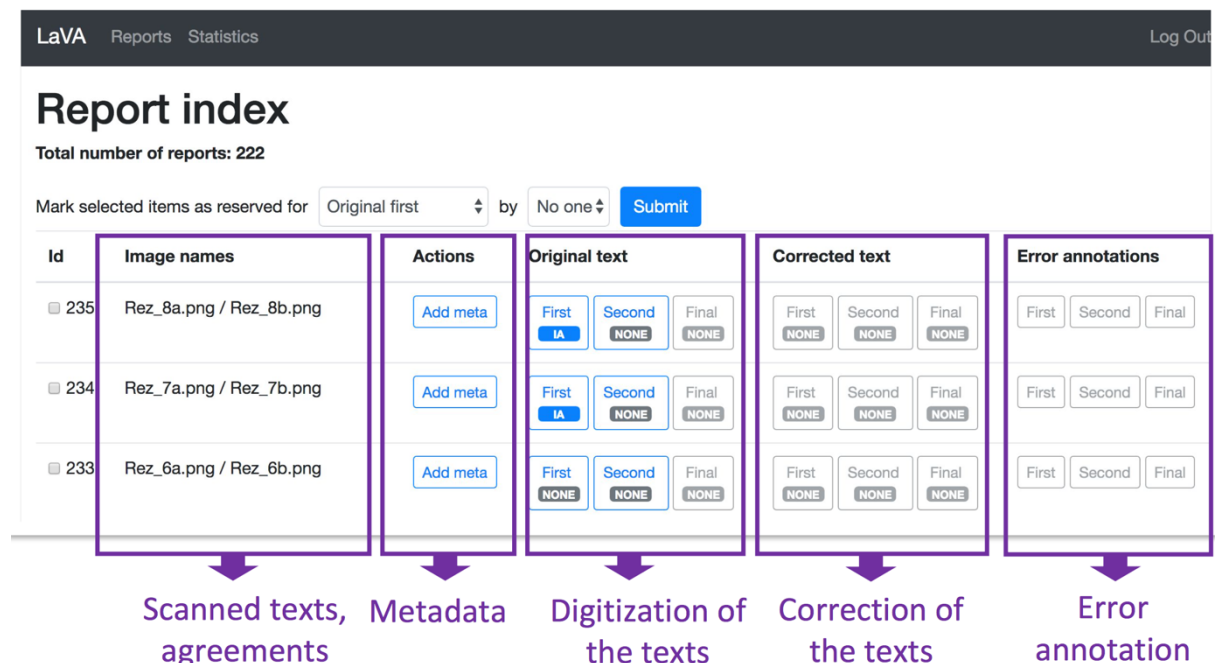 LaVA Reports Statistics Log Out
Report index
Total number of reports: 222
Mark selected items as reserved for Original first by No one Submit
Id Image names Actions Original text Corrected text Error annotations
235 Rez_8a.png / Rez_8b.png Add meta First Second Final First Second Final First Second Final
IA NONE NONE NONE NONE NONE
234 Rez_7a.png / Rez_7b.png Add meta First Second Final First Second Final First Second Final
IA NONE NONE NONE NONE NONE
233 Rez_6a.png / Rez_6b.png Add meta First Second Final First Second Final First Second Final
NONE NONE NONE NONE NONE NONE
Scanned texts, Metadata Digitization of Correction of Error
agreements the texts the texts annotation